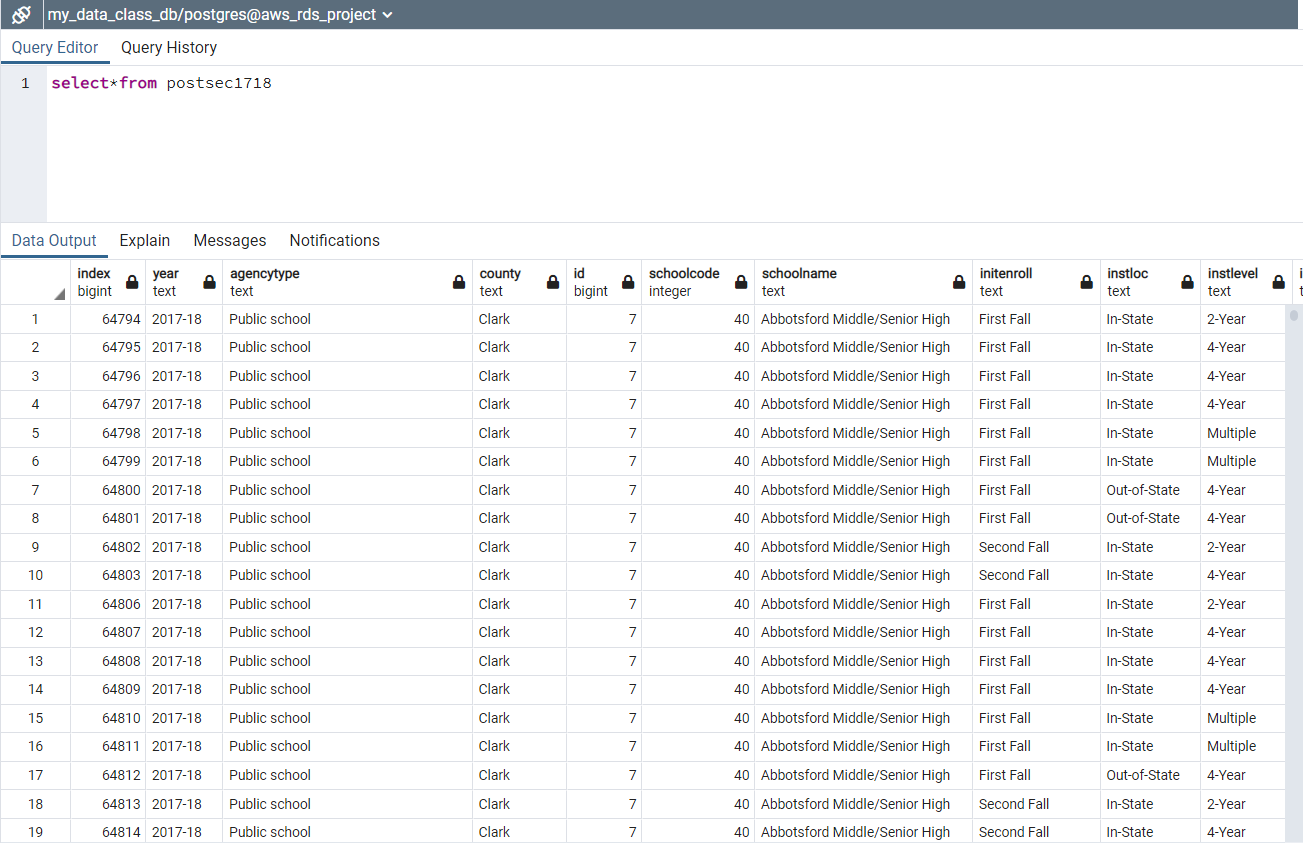 my_data_class_db/postgres@aws_rds_project
Query Editor Query History
1 select*from postsec1718
Data Output Explain Messages Notifications
index year agencytype county id schoolcode schoolname initenroll instloc instlevel
bigint text text text bigint integer text text text text
1 64794 2017-18 Public school Clark 7 40 Abbotsford Middle/Senior High First Fall In-State 2-Year
2 64795 2017-18 Public school Clark 7 40 Abbotsford Middle/Senior High First Fall In-State 4-Year
3 64796 2017-18 Public school Clark 7 40 Abbotsford Middle/Senior High First Fall In-State 4-Year
4 64797 2017-18 Public school Clark 7 40 Abbotsford Middle/Senior High First Fall In-State 4-Year
5 64798 2017-18 Public school Clark 7 40 Abbotsford Middle/Senior High First Fall In-State Multiple
6 64799 2017-18 Public school Clark 7 40 Abbotsford Middle/Senior High First Fall In-State Multiple
7 64800 2017-18 Public school Clark 7 40 Abbotsford Middle/Senior High First Fall Out-of-State 4-Year
8 64801 2017-18 Public school Clark 7 40 Abbotsford Middle/Senior High First Fall Out-of-State 4-Year
9 64802 2017-18 Public school Clark 7 40 Abbotsford Middle/Senior High Second Fall In-State 2-Year
10 64803 2017-18 Public school Clark 7 40 Abbotsford Middle/Senior High Second Fall In-State 4-Year
11 64806 2017-18 Public school Clark 7 40 Abbotsford Middle/Senior High First Fall In-State 2-Year
12 64807 2017-18 Public school Clark 7 40 Abbotsford Middle/Senior High First Fall In-State 4-Year
13 64808 2017-18 Public school Clark 7 40 Abbotsford Middle/Senior High First Fall In-State 4-Year
14 64809 2017-18 Public school Clark 7 40 Abbotsford Middle/Senior High First Fall In-State 4-Year
15 64810 2017-18 Public school Clark 7 40 Abbotsford Middle/Senior High First Fall In-State Multiple
16 64811 2017-18 Public school Clark 7 40 Abbotsford Middle/Senior High First Fall In-State Multiple
17 64812 2017-18 Public school Clark 7 40 Abbotsford Middle/Senior High First Fall Out-of-State 4-Year
18 64813 2017-18 Public school Clark 7 40 Abbotsford Middle/Senior High Second Fall In-State 2-Year
19 64814 2017-18 Public school Clark 7 40 Abbotsford Middle/Senior High Second Fall In-State 4-Year